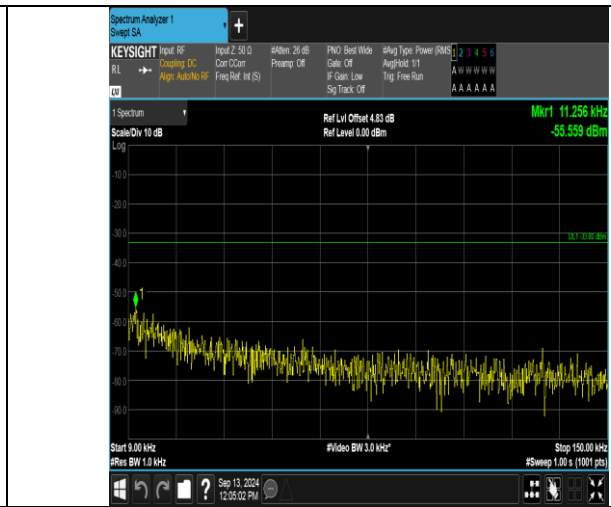 Spectrum Analyzer 1
Swept SA
+
KEYSIGHT Input: RF Input Z: 50 Ω #Atten: 26 dB PNO: Best Wide #Avg Type: Power (RMS 1 2 3 4 5 6
RL Coupling: DC Corr CCorr Preamp: Off Gate: Off Avg|Hold: 1/1 A W W W W W
Align: Auto/No RF Freq Ref: Int (S) IF Gain: Low Trig: Free Run
LXI Sig Track: Off A A A A A A
1 Spectrum Ref Lvl Offset 4.83 dB Mkr1 11.256 kHz
Scale/Div 10 dB Ref Level 0.00 dBm -55.559 dBm
Log
-10.0
-20.0
-30.0
-40.0
-50.0
-60.0
-70.0
-80.0
-90.0
1
Start 9.00 kHz #Video BW 3.0 kHz* Stop 150.00 kHz
#Res BW 1.0 kHz #Sweep 1.00 s (1001 pts)
? Sep 13, 2024
12:05:02 PM